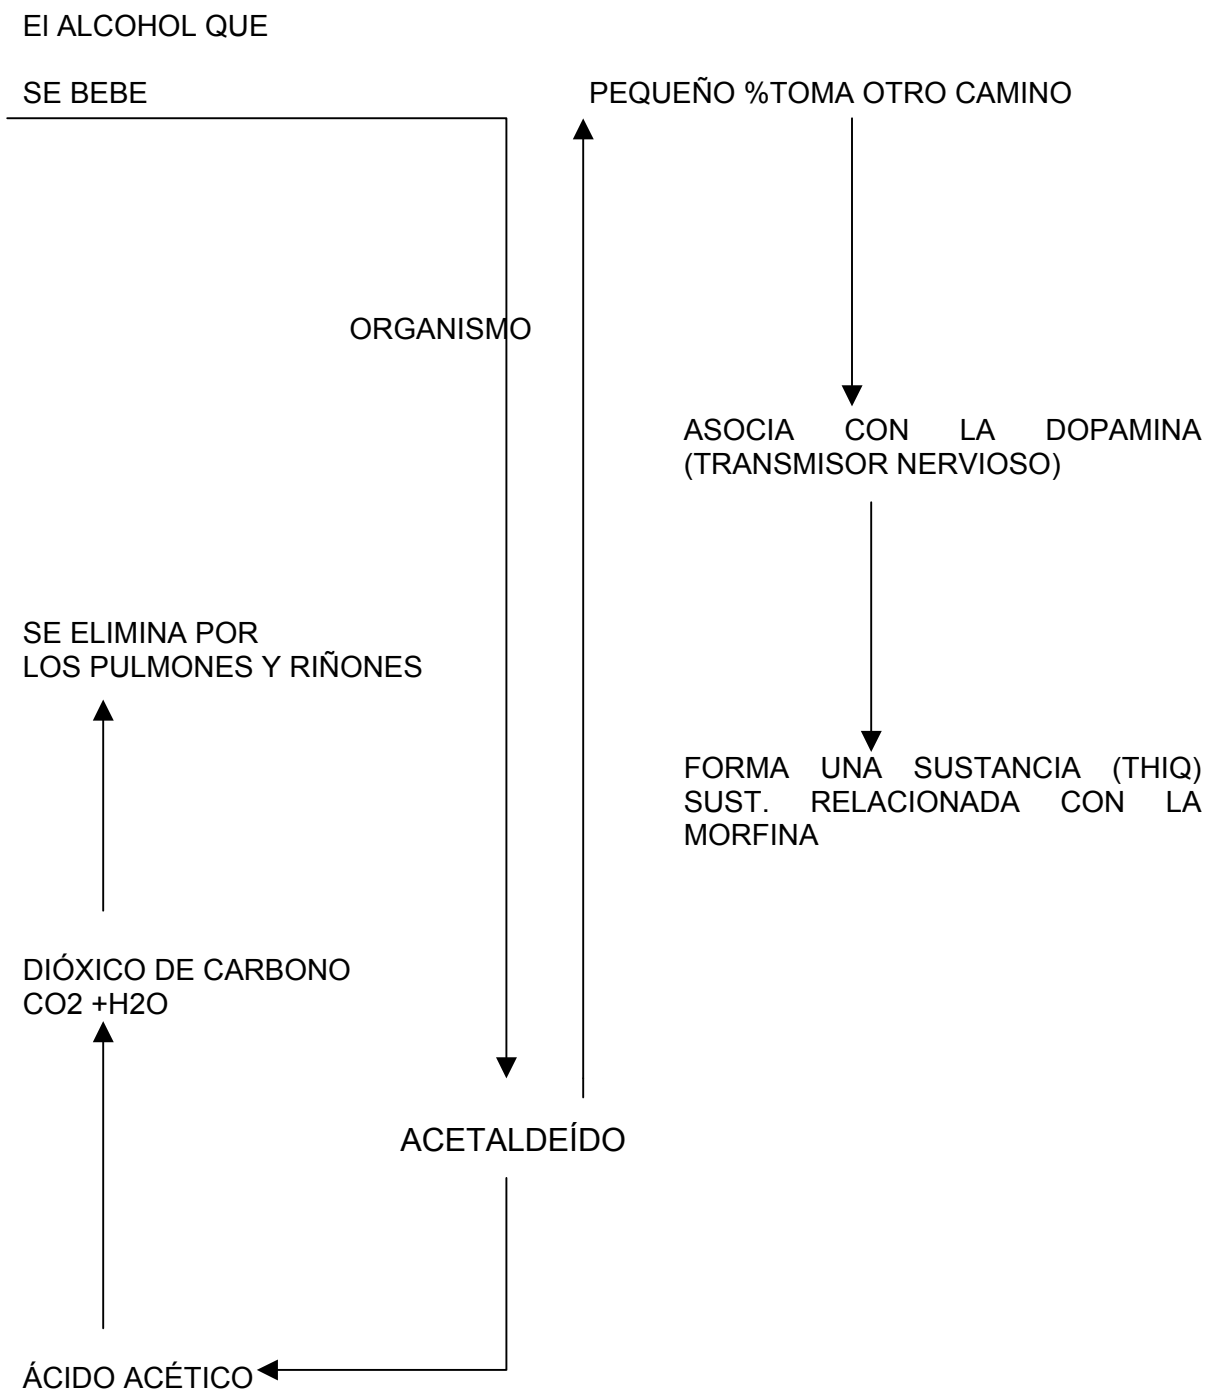 El ALCOHOL QUE
SE BEBE
PEQUEÑO %TOMA OTRO CAMINO
ORGANISMO
ASOCIA CON LA DOPAMINA
(TRANSMISOR NERVIOSO)
SE ELIMINA POR
LOS PULMONES Y RIÑONES
FORMA UNA SUSTANCIA (THIQ)
SUST. RELACIONADA CON LA
MORFINA
DIÓXICO DE CARBONO
CO2 +H2O
ACETALDEÍDO
ÁCIDO ACÉTICO